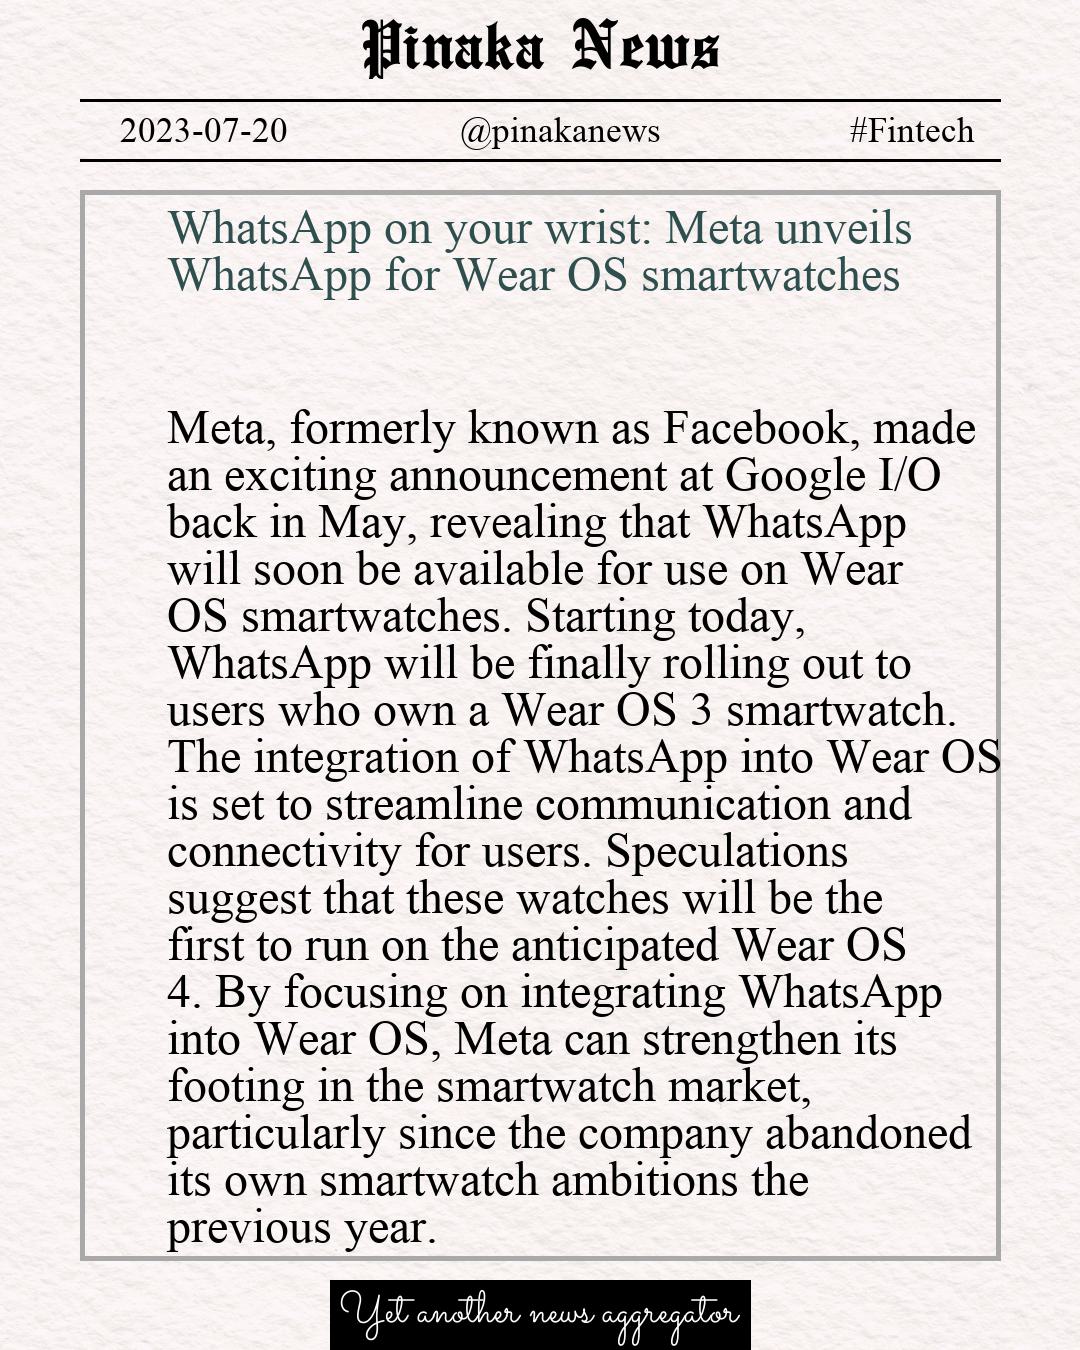 Pinaka News
2023-07-20 @pinakanews #Fintech
WhatsApp on your wrist: Meta unveils
WhatsApp for Wear OS smartwatches
Meta, formerly known as Facebook, made
an exciting announcement at Google I/O
back in May, revealing that WhatsApp
will soon be available for use on Wear
OS smartwatches. Starting today,
WhatsApp will be finally rolling out to
users who own a Wear OS 3 smartwatch.
The integration of WhatsApp into Wear OS
is set to streamline communication and
connectivity for users. Speculations
suggest that these watches will be the
first to run on the anticipated Wear OS
4. By focusing on integrating WhatsApp
into Wear OS, Meta can strengthen its
footing in the smartwatch market,
particularly since the company abandoned
its own smartwatch ambitions the
previous year.
Yet another news aggregator